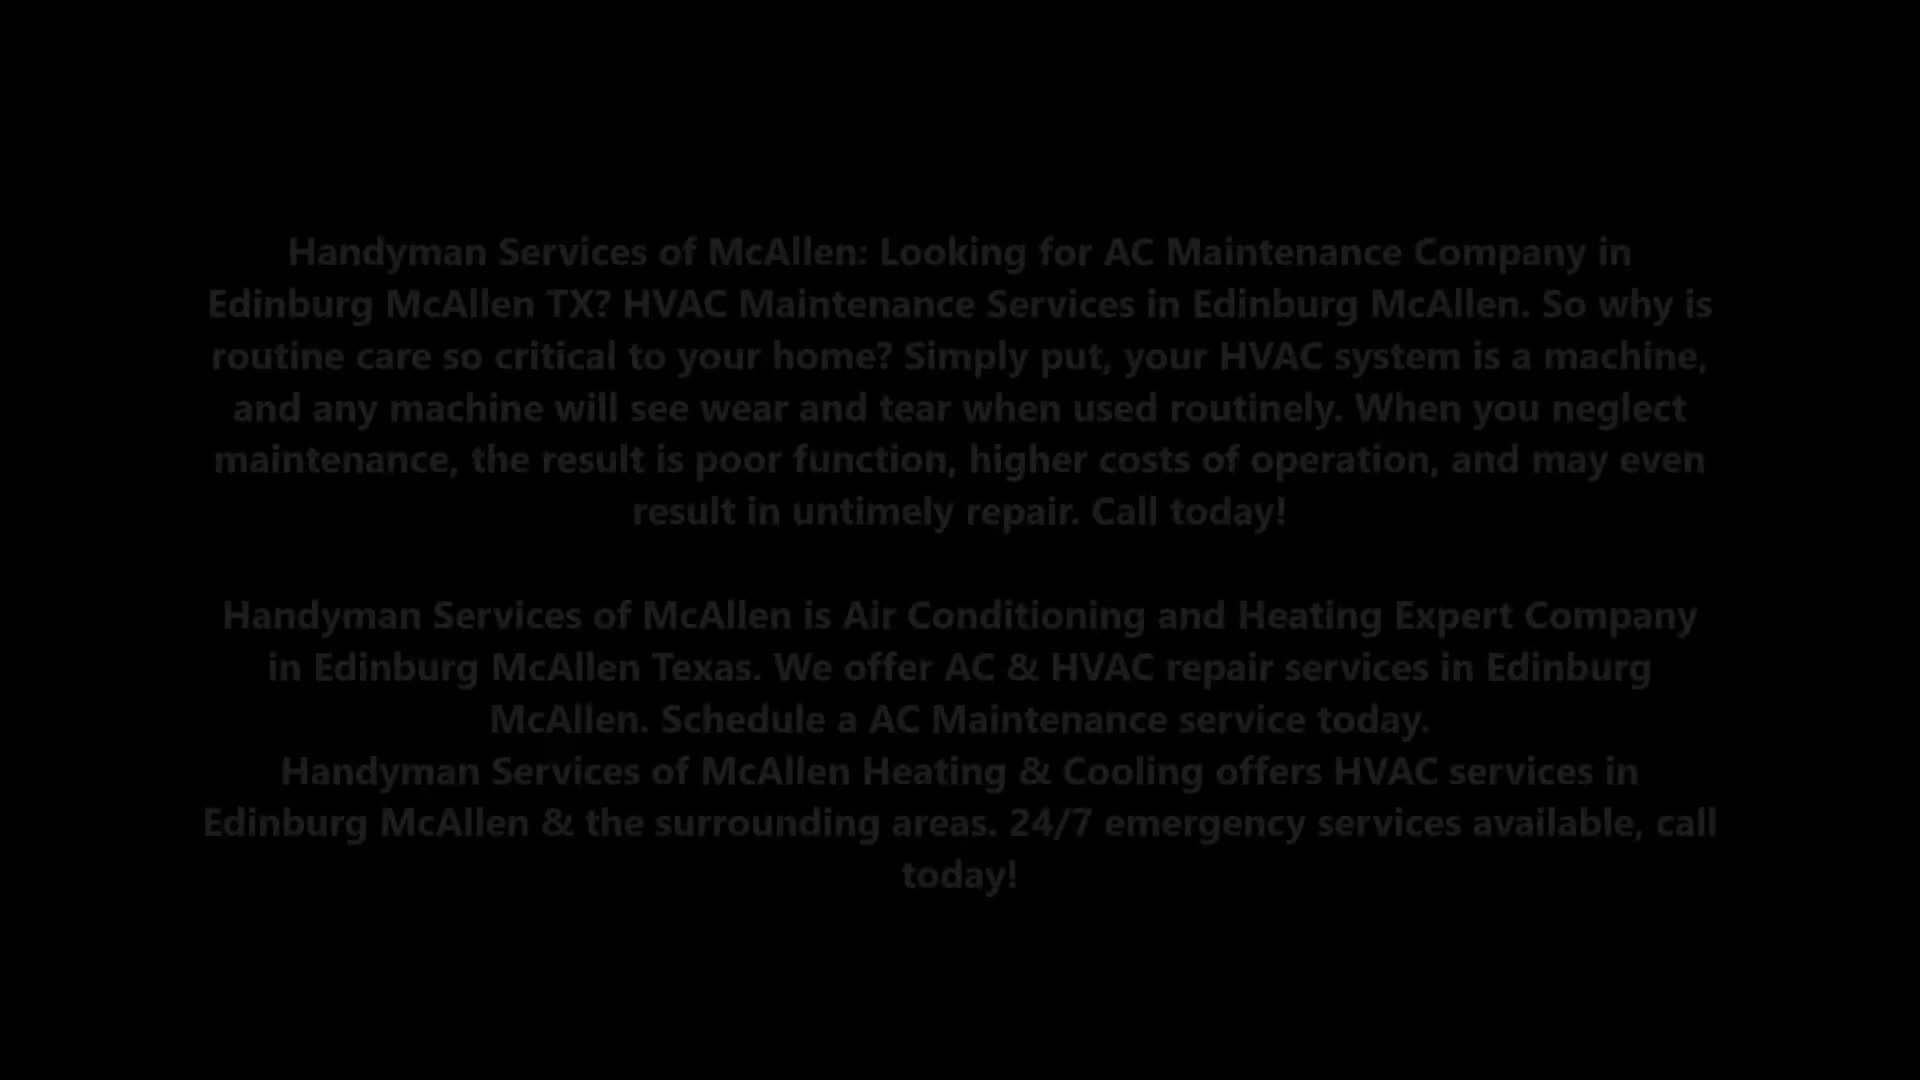 Handyman Services of McAllen: Looking for AC Maintenance Company in
Edinburg McAllen TX? HVAC Maintenance Services in Edinburg McAllen. So why is
routine care so critical to your home? Simply put, your HVAC system is a machine,
and any machine will see wear and tear when used routinely. When you neglect
maintenance, the result is poor function, higher costs of operation, and may even
result in untimely repair. Call today!
Handyman Services of McAllen is Air Conditioning and Heating Expert Company
in Edinburg McAllen Texas. We offer AC & HVAC repair services in Edinburg
McAllen. Schedule a AC Maintenance service today.
Handyman Services of McAllen Heating & Cooling offers HVAC services in
Edinburg McAllen & the surrounding areas. 24/7 emergency services available, call
today!